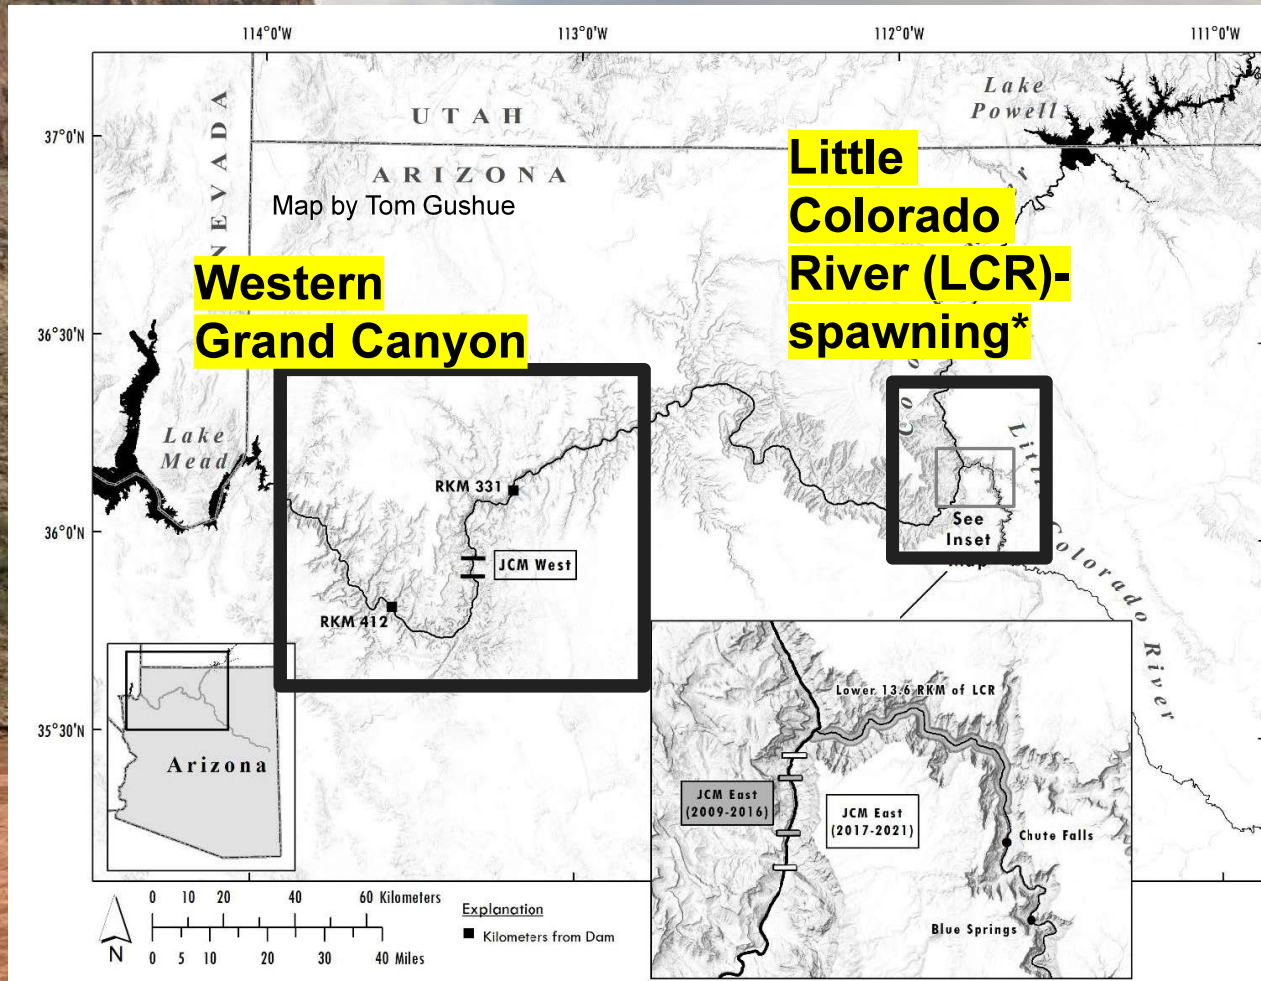 114°0'W
113°0'W
112°0'W
111°0'W
Lake
Powell
37°0'N
UTAH
ARIZONA
NEVADA
Map by Tom Gushue
Little
Colorado
River (LCR)-
spawning*
Western
Grand Canyon
36°30'N
Lake
Mead
RKM 331
JCM West
RKM 412
36°0'N
See
Inset
Colorado River
35°30'N
Arizona
Lower 13.6 RKM of LCR
JCM East
(2009-2016)
JCM East
(2017-2021)
Chute Falls
Blue Springs
0 10 20 40 60 Kilometers
0 5 10 20 30 40 Miles
N
Explanation
Kilometers from Dam